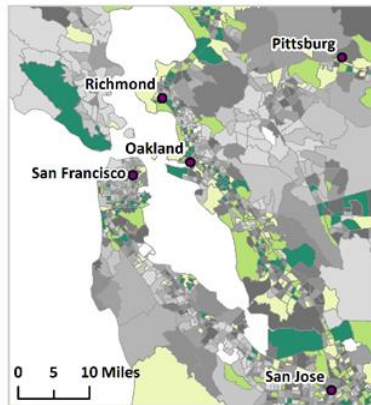 Pittsburg
Richmond
Oakland
San Francisco
San Jose
0 5 10 Miles